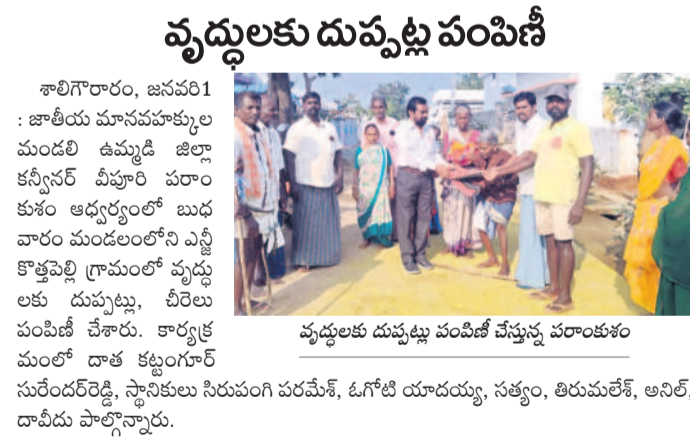 వృద్ధులకు దుప్పట్ల పంపిణీ
శాలిగౌరారం, జనవరి1
: జాతీయ మానవహక్కుల
మండలి ఉమ్మడి జిల్లా
కన్వీనర్ వీపూరి పరాం
కుశం ఆధ్వర్యంలో బుధ
వారం మండలంలోని ఎన్జీ
కొత్తపెల్లి గ్రామంలో వృద్ధు
లకు దుప్పట్లు, చీరెలు
పంపిణీ చేశారు. కార్యక్ర
మంలో దాత కట్టంగూర్
సురేందర్‌రెడ్డి, స్థానికులు సిరుపంగి పరమేశ్, ఓగోటి యాదయ్య, సత్యం, తిరుమలేశ్, అనిల్,
దావీదు పాల్గొన్నారు.
వృద్ధులకు దుప్పట్లు పంపిణీ చేస్తున్న పరాంకుశం